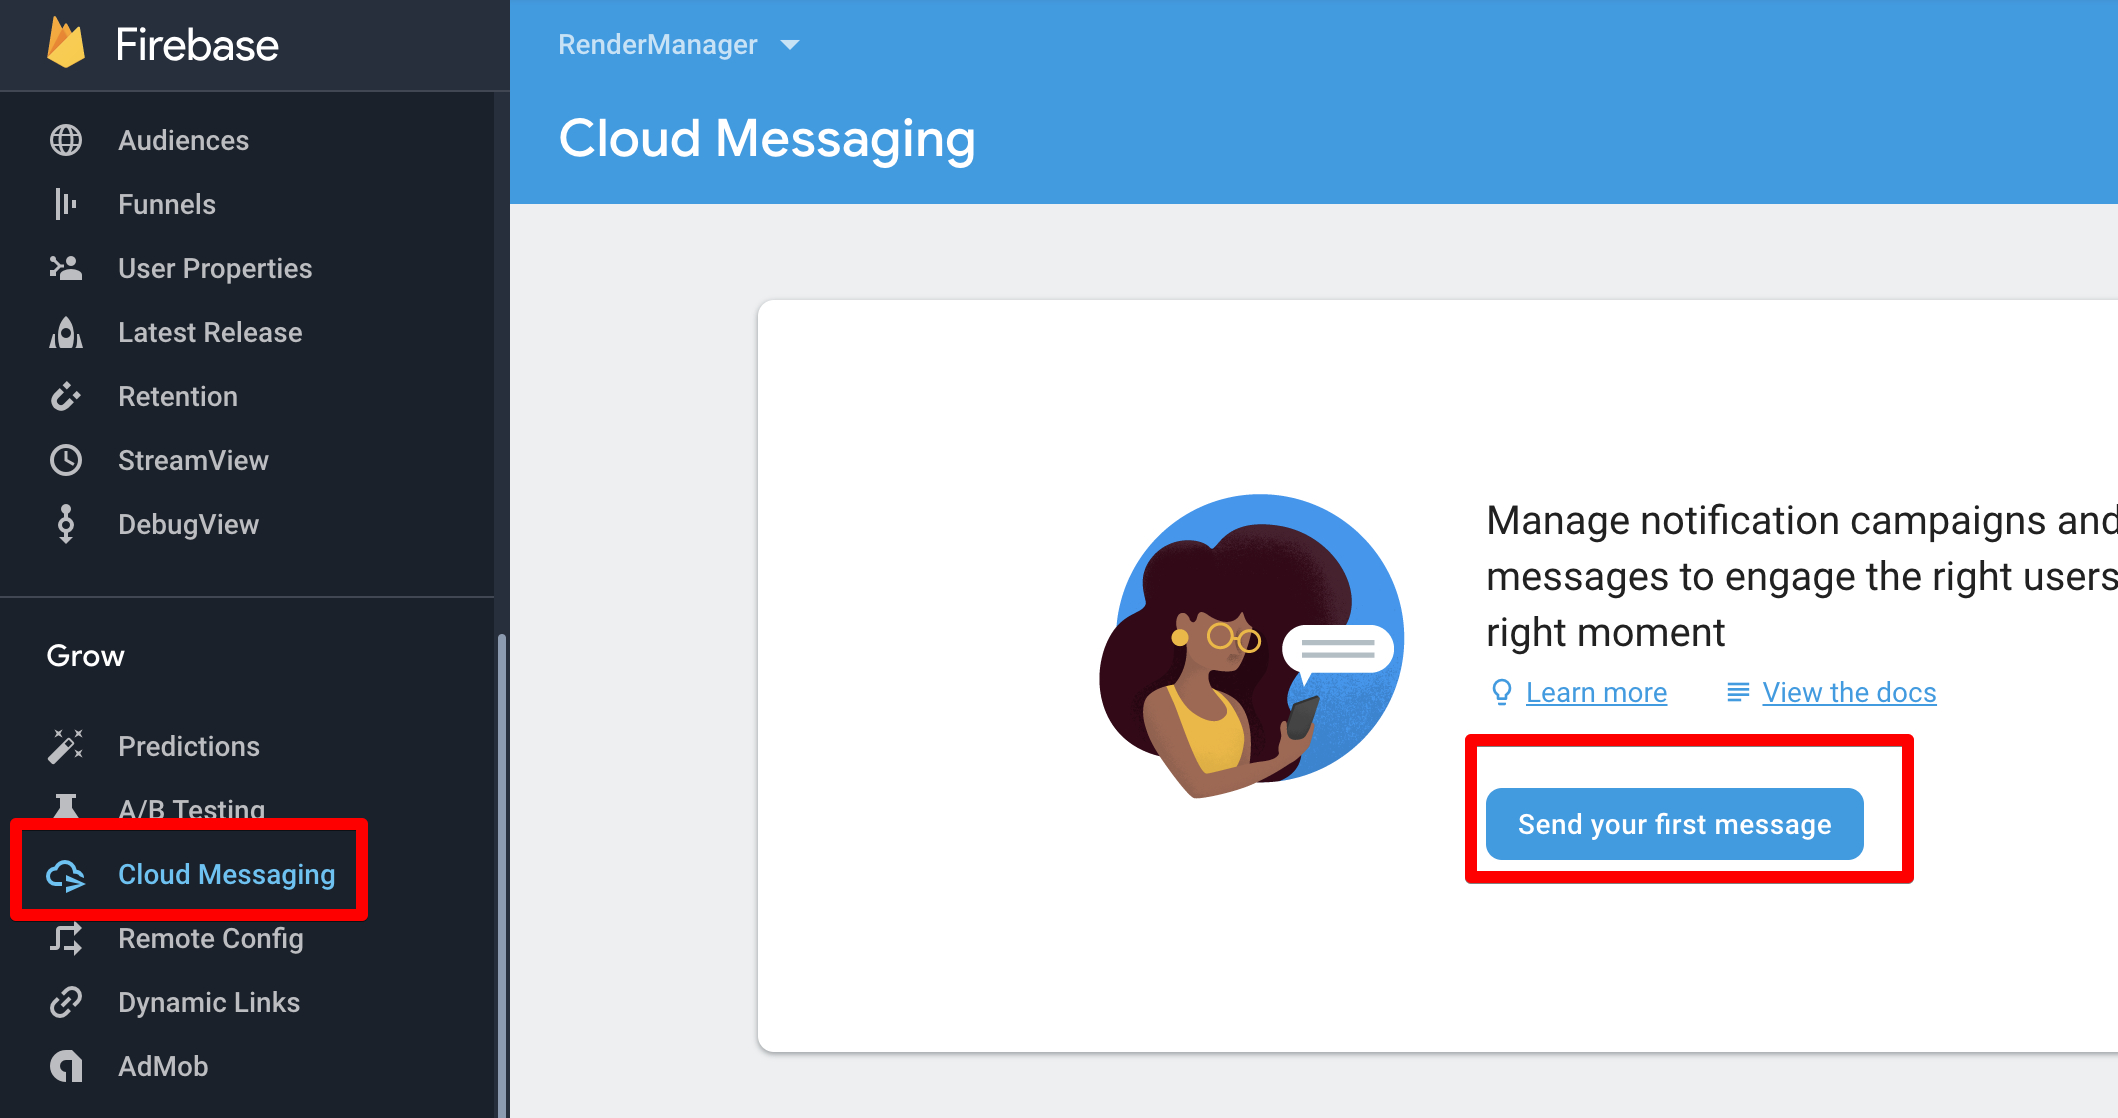 Firebase
Audiences
Funnels
User Properties
Latest Release
Retention
StreamView
DebugView
Grow
Predictions
A/B Testing
Cloud Messaging
Remote Config
Dynamic Links
AdMob
RenderManager
Cloud Messaging
Manage notification campaigns and
messages to engage the right users
right moment
Learn more View the docs
Send your first message